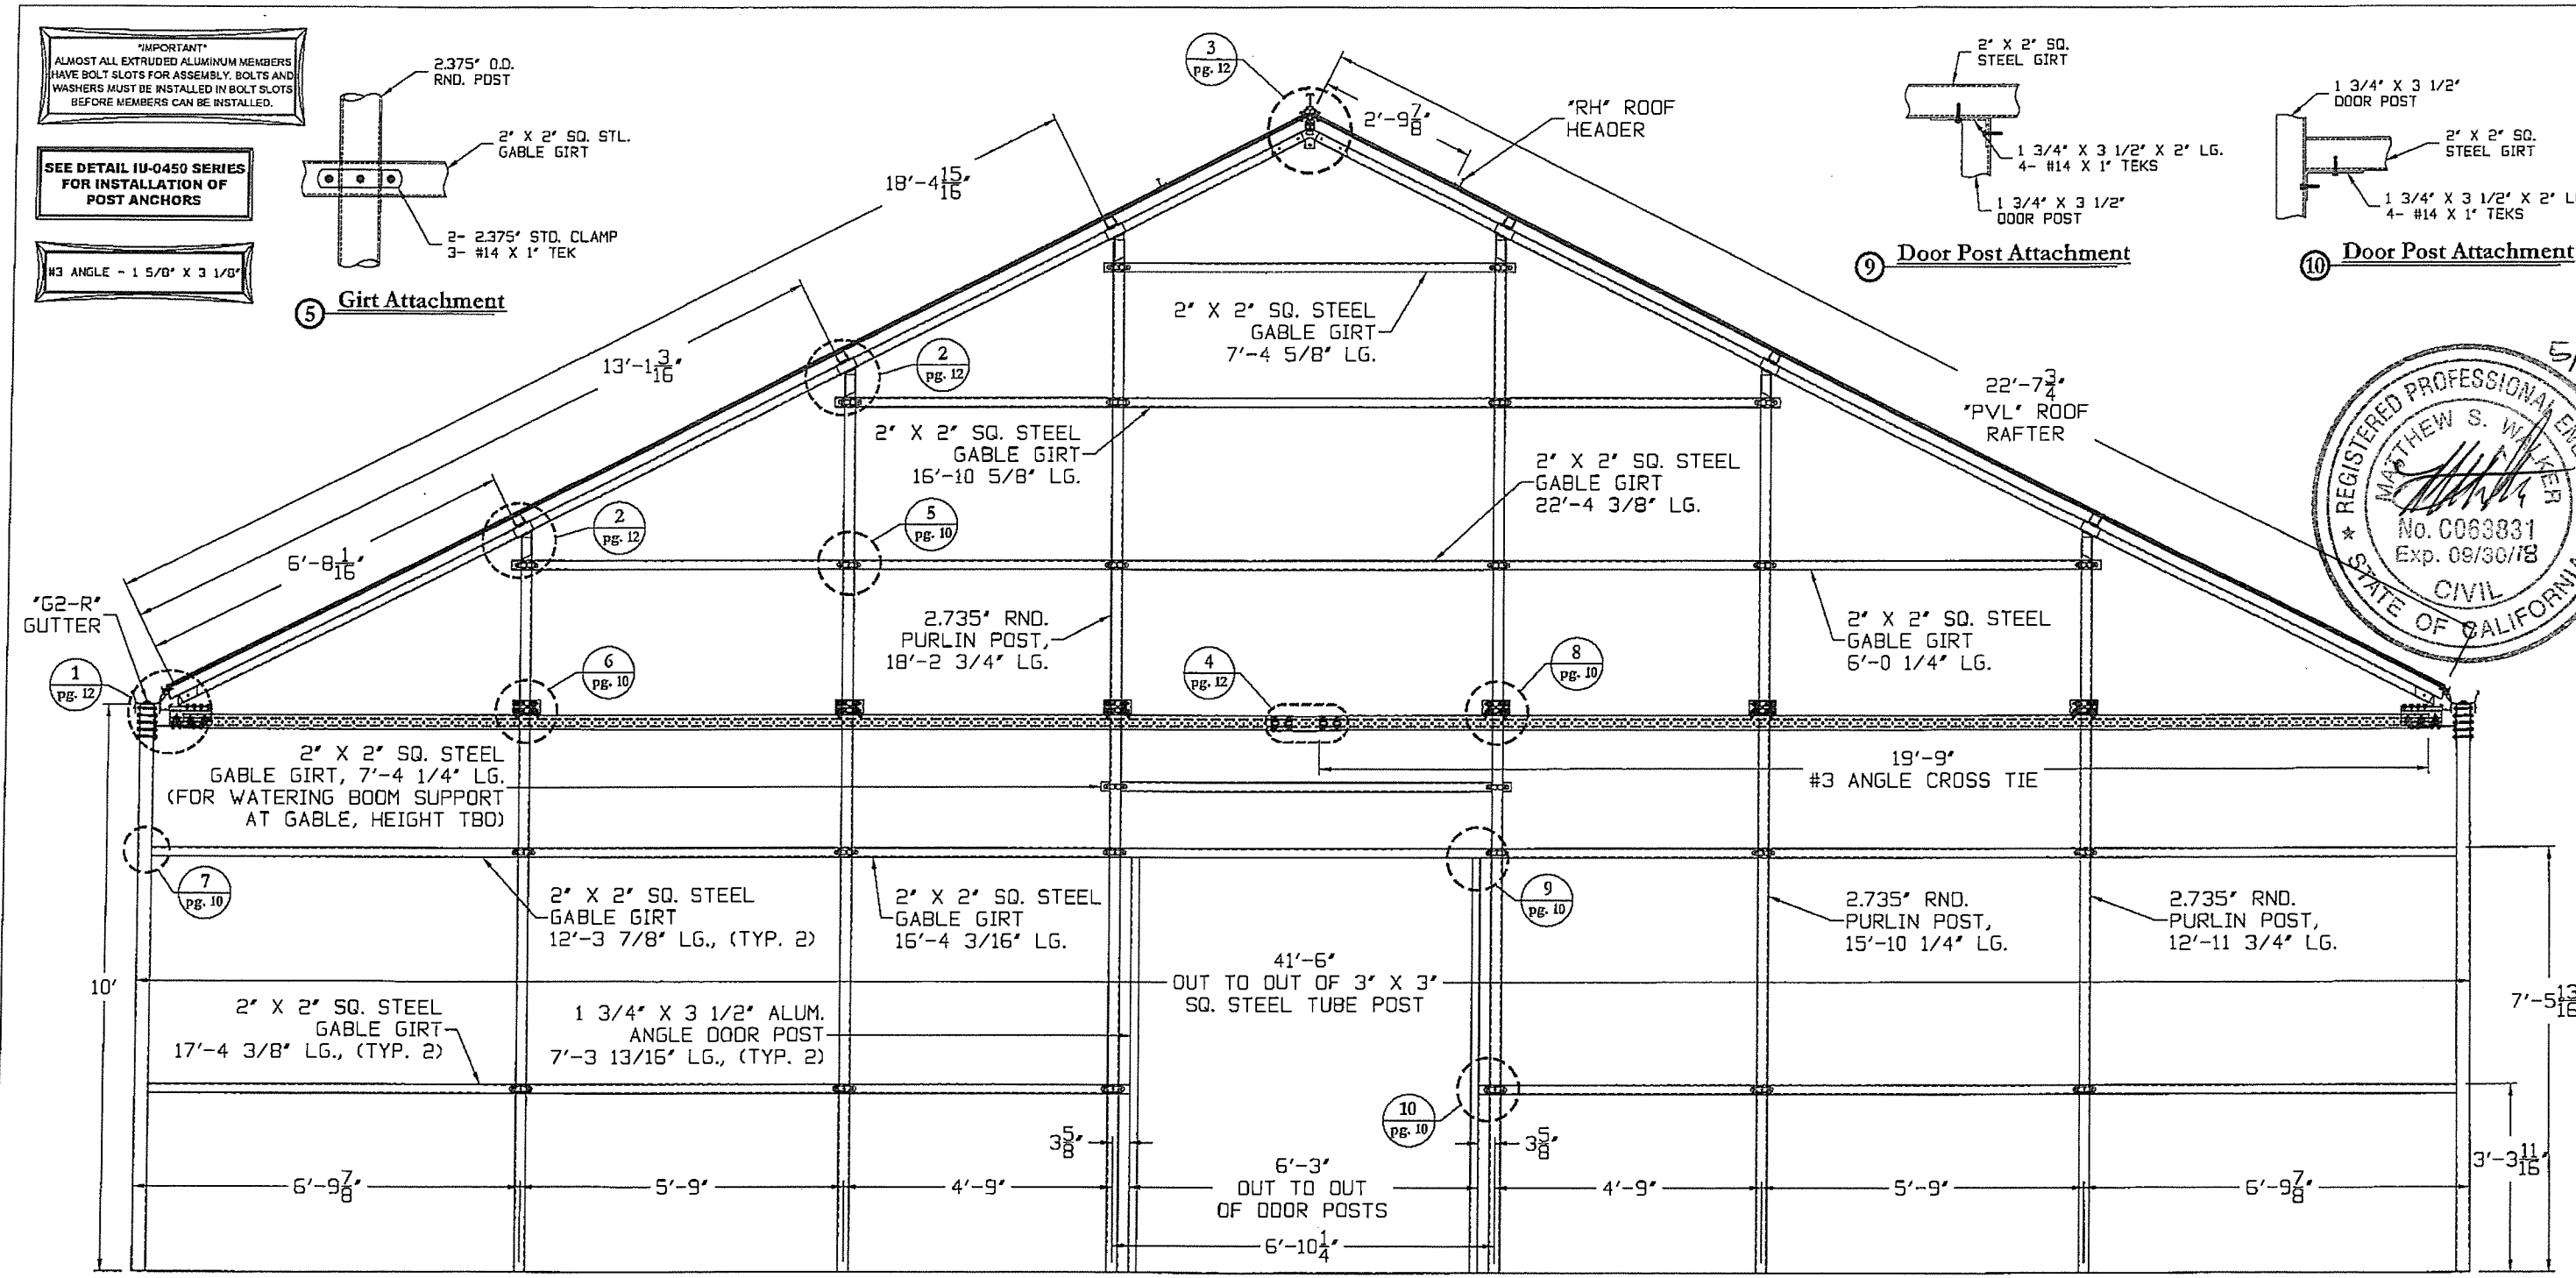 "IMPORTANT"
ALMOST ALL EXTRUDED ALUMINUM MEMBERS
HAVE BOLT SLOTS FOR ASSEMBLY. BOLTS AND
WASHERS MUST BE INSTALLED IN BOLT SLOTS
BEFORE MEMBERS CAN BE INSTALLED.
SEE DETAIL IU-0450 SERIES
FOR INSTALLATION OF
POST ANCHORS
#3 ANGLE - 1 5/8" X 3 1/8"
2.375" O.D.
RND. POST
2" X 2" SQ. STL.
GABLE GIRT
2- 2.375" STD. CLAMP
3- #14 X 1" TEK
5 Girt Attachment
3
pg. 12
2'-9 7/8"
"RH" ROOF
HEADER
18'-4 15/16"
13'-1 3/16"
6'-8 1/16"
2" X 2" SQ.
STEEL GIRT
1 3/4" X 3 1/2" X 2" LG.
4- #14 X 1" TEKS
1 3/4" X 3 1/2"
DOOR POST
9 Door Post Attachment
1 3/4" X 3 1/2"
DOOR POST
2" X 2" SQ.
STEEL GIRT
1 3/4" X 3 1/2" X 2" L
4- #14 X 1" TEKS
10 Door Post Attachment
2" X 2" SQ. STEEL
GABLE GIRT
7'-4 5/8" LG.
2
pg. 12
22'-7 3/4"
"PVL" ROOF
RAFTER
REGISTERED PROFESSIONAL
MATTHEW S. WALKER
No. C063831
Exp. 09/30/18
CIVIL
STATE OF CALIFORNIA
2" X 2" SQ. STEEL
GABLE GIRT
16'-10 5/8" LG.
2" X 2" SQ. STEEL
GABLE GIRT
22'-4 3/8" LG.
2
pg. 12
5
pg. 10
"G2-R"
GUTTER
1
pg. 12
6
pg. 10
2.735" RND.
PURLIN POST,
18'-2 3/4" LG.
4
pg. 12
8
pg. 10
2" X 2" SQ. STEEL
GABLE GIRT
6'-0 1/4" LG.
2" X 2" SQ. STEEL
GABLE GIRT, 7'-4 1/4" LG.
(FOR WATERING BOOM SUPPORT
AT GABLE, HEIGHT TBD)
19'-9"
#3 ANGLE CROSS TIE
7
pg. 10
2" X 2" SQ. STEEL
GABLE GIRT
12'-3 7/8" LG., (TYP. 2)
2" X 2" SQ. STEEL
GABLE GIRT
16'-4 3/16" LG.
9
pg. 10
2.735" RND.
PURLIN POST,
15'-10 1/4" LG.
2.735" RND.
PURLIN POST,
12'-11 3/4" LG.
10'
41'-6"
OUT TO OUT OF 3" X 3"
SQ. STEEL TUBE POST
7'-5 13/16
2" X 2" SQ. STEEL
GABLE GIRT
17'-4 3/8" LG., (TYP. 2)
1 3/4" X 3 1/2" ALUM.
ANGLE DOOR POST
7'-3 13/16" LG., (TYP. 2)
10
pg. 10
3 5/8"
3 5/8"
3'-3 11/16"
6'-9 7/8"
5'-9"
4'-9"
6'-3"
OUT TO OUT
OF DOOR POSTS
4'-9"
5'-9"
6'-9 7/8"
6'-10 1/4"